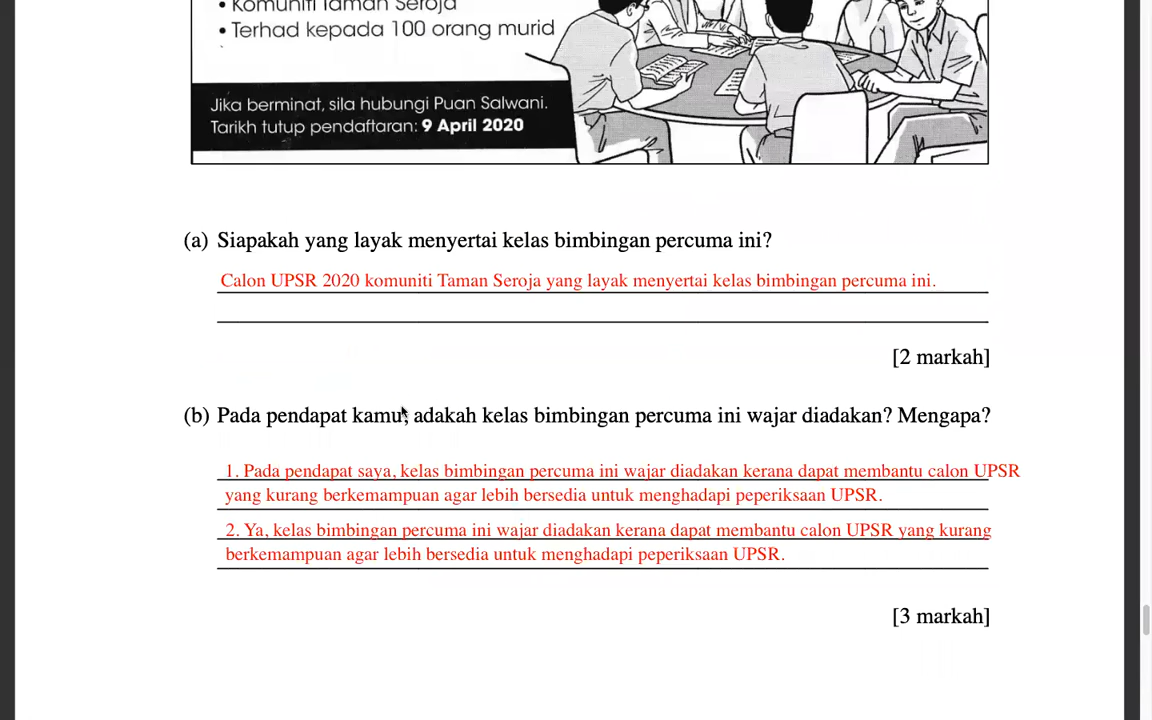 • Komuniti Taman Seroja
• Terhad kepada 100 orang murid
Jika berminat, sila hubungi Puan Salwani.
Tarikh tutup pendaftaran: 9 April 2020
(a) Siapakah yang layak menyertai kelas bimbingan percuma ini?
Calon UPSR 2020 komuniti Taman Seroja yang layak menyertai kelas bimbingan percuma ini.
[2 markah]
(b) Pada pendapat kamu, adakah kelas bimbingan percuma ini wajar diadakan? Mengapa?
1. Pada pendapat saya, kelas bimbingan percuma ini wajar diadakan kerana dapat membantu calon UPSR
yang kurang berkemampuan agar lebih bersedia untuk menghadapi peperiksaan UPSR.
2. Ya, kelas bimbingan percuma ini wajar diadakan kerana dapat membantu calon UPSR yang kurang
berkemampuan agar lebih bersedia untuk menghadapi peperiksaan UPSR.
[3 markah]